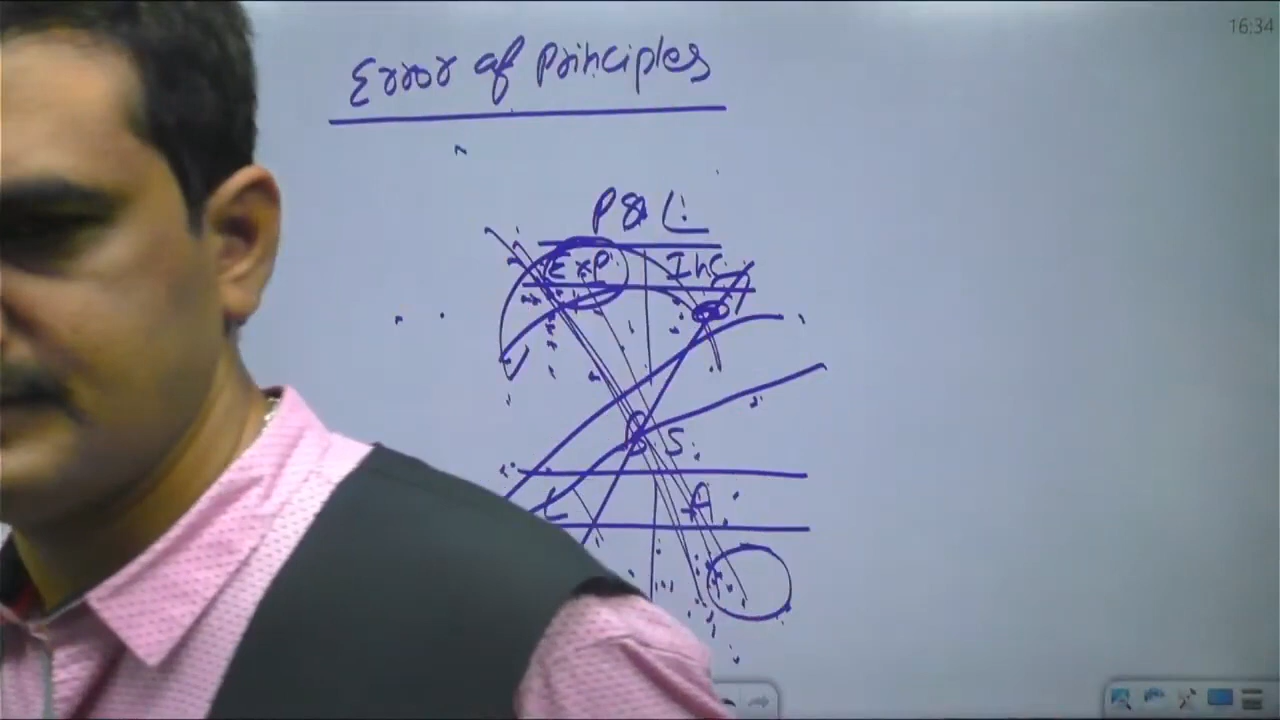 16:34
Error of Principles
P & L
Exp. Inc.
S.
L A